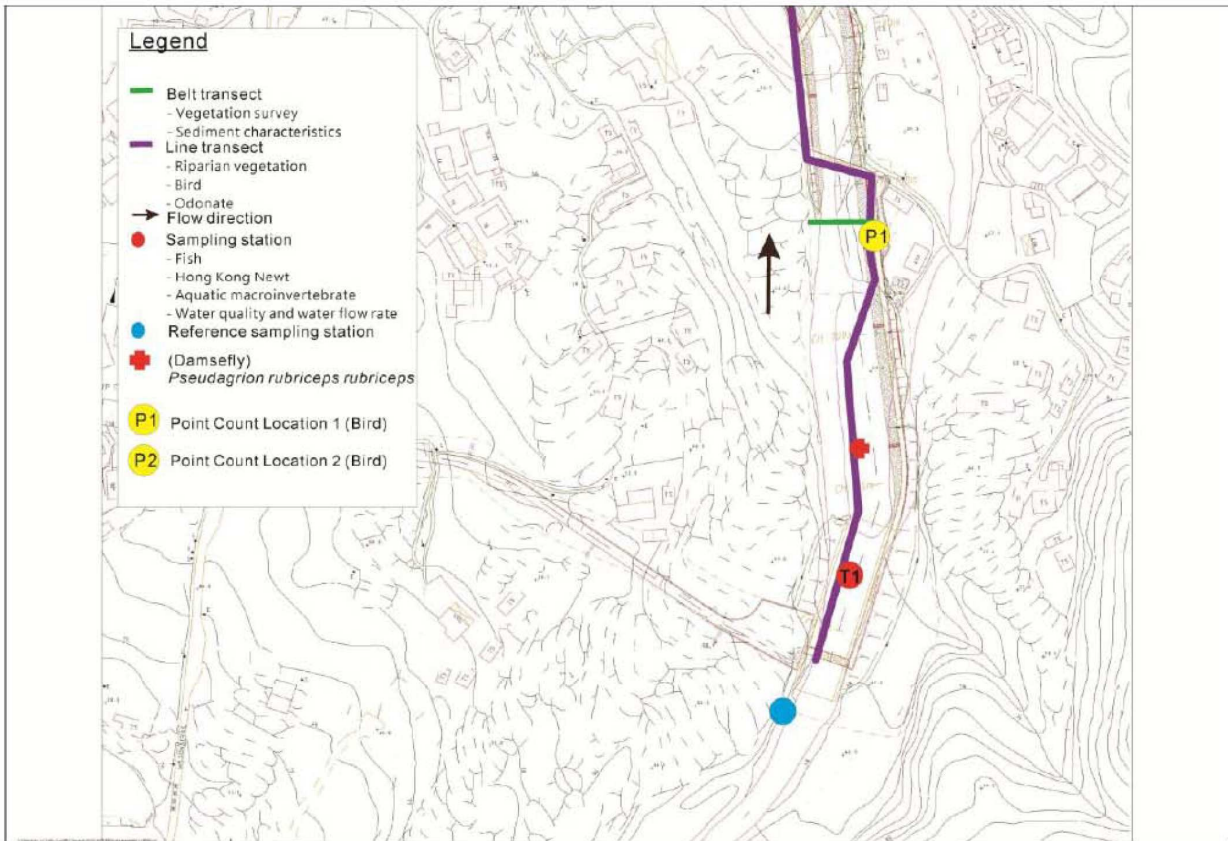 Legend
Belt transect
- Vegetation survey
- Sediment characteristics
Line transect
- Riparian vegetation
- Bird
- Odonate
Flow direction
Sampling station
- Fish
- Hong Kong Newt
- Aquatic macroinvertebrate
- Water quality and water flow rate
Reference sampling station
(Damsefly)
Pseudagrion rubriceps rubriceps
P1 Point Count Location 1 (Bird)
P2 Point Count Location 2 (Bird)
P1
T1